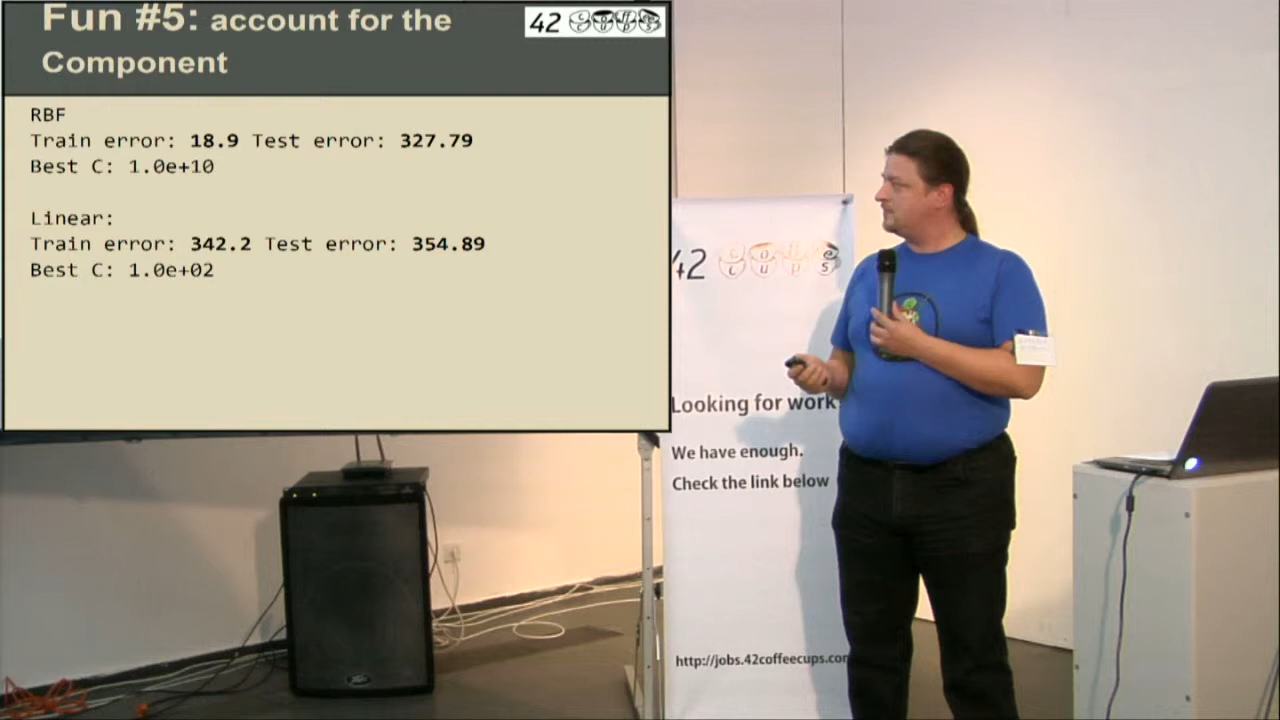 Fun #5: account for the
Component
42 c o u p s
RBF
Train error: 18.9 Test error: 327.79
Best C: 1.0e+10
Linear:
Train error: 342.2 Test error: 354.89
Best C: 1.0e+02
42
Looking for work
We have enough.
Check the link below
http://jobs.42coffeecups.com